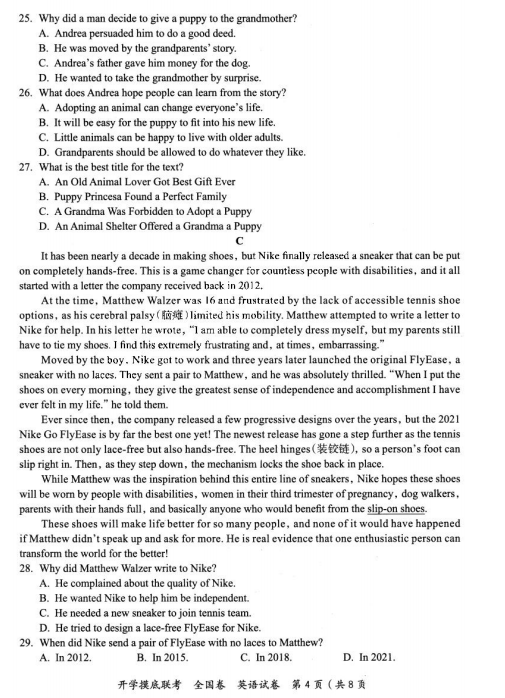 25. Why did a man decide to give a puppy to the grandmother?
A. Andrea persuaded him to do a good deed.
B. He was moved by the grandparents' story.
C. Andrea's father gave him money for the dog.
D. He wanted to take the grandmother by surprise.
26. What does Andrea hope people can learn from the story?
A. Adopting an animal can change everyone's life.
B. It will be easy for the puppy to fit into his new life.
C. Little animals can be happy to live with older adults.
D. Grandparents should be allowed to do whatever they like.
27. What is the best title for the text?
A. An Old Animal Lover Got Best Gift Ever
B. Puppy Princesa Found a Perfect Family
C. A Grandma Was Forbidden to Adopt a Puppy
D. An Animal Shelter Offered a Grandma a Puppy
C
It has been nearly a decade in making shoes, but Nike finally released a sneaker that can be put
on completely hands-free. This is a game changer for countless people with disabilities, and it all
started with a letter the company received back in 2012.
At the time, Matthew Walzer was 16 and frustrated by the lack of accessible tennis shoe
options, as his cerebral palsy (脑瘫) limited his mobility. Matthew attempted to write a letter to
Nike for help. In his letter he wrote, "I am able to completely dress myself, but my parents still
have to tie my shoes. I find this extremely frustrating and, at times, embarrassing."
Moved by the boy, Nike got to work and three years later launched the original FlyEase, a
sneaker with no laces. They sent a pair to Matthew, and he was absolutely thrilled. "When I put the
shoes on every morning, they give the greatest sense of independence and accomplishment I have
ever felt in my life." he told them.
Ever since then, the company released a few progressive designs over the years, but the 2021
Nike Go FlyEase is by far the best one yet! The newest release has gone a step further as the tennis
shoes are not only lace-free but also hands-free. The heel hinges (装铰链), so a person's foot can
slip right in. Then, as they step down, the mechanism locks the shoe back in place.
While Matthew was the inspiration behind this entire line of sneakers, Nike hopes these shoes
will be worn by people with disabilities, women in their third trimester of pregnancy, dog walkers,
parents with their hands full, and basically anyone who would benefit from the slip-on shoes.
These shoes will make life better for so many people, and none of it would have happened
if Matthew didn't speak up and ask for more. He is real evidence that one enthusiastic person can
transform the world for the better!
28. Why did Matthew Walzer write to Nike?
A. He complained about the quality of Nike.
B. He wanted Nike to help him be independent.
C. He needed a new sneaker to join tennis team.
D. He tried to design a lace-free FlyEase for Nike.
29. When did Nike send a pair of FlyEase with no laces to Matthew?
A. In 2012. B. In 2015. C. In 2018. D. In 2021.
开学摸底联考 全国卷 英语试卷 第4页(共8页